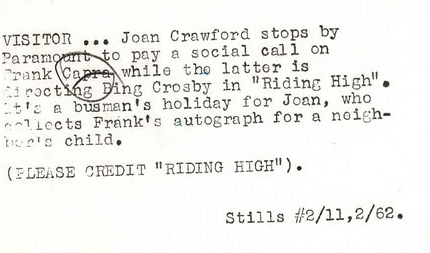 VISITOR ... Joan Crawford stops by
Paramount to pay a social call on
Frank Capra while the latter is
directing Bing Crosby in "Riding High".
It's a busman's holiday for Joan, who
collects Frank's autograph for a neigh-
bor's child.
(PLEASE CREDIT "RIDING HIGH").
Stills #2/11,2/62.